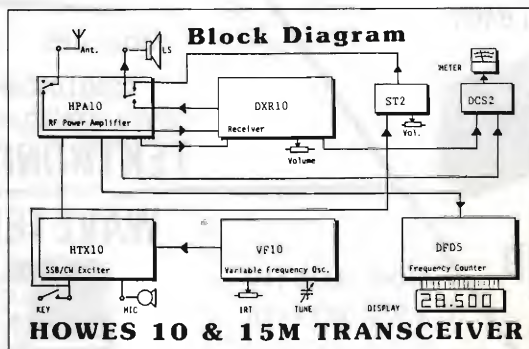 Block Diagram
Ant.
LS
METER
HPA10
RF Power Amplifier
DXR10
Receiver
ST2
DCS2
Volume
Vol.
HTX10
SSB/CW Exciter
VF10
Variable Frequency Osc.
DFD5
Frequency Counter
KEY
MIC
IRT
TUNE
DISPLAY
28.500
HOWES 10 & 15M TRANSCEIVER